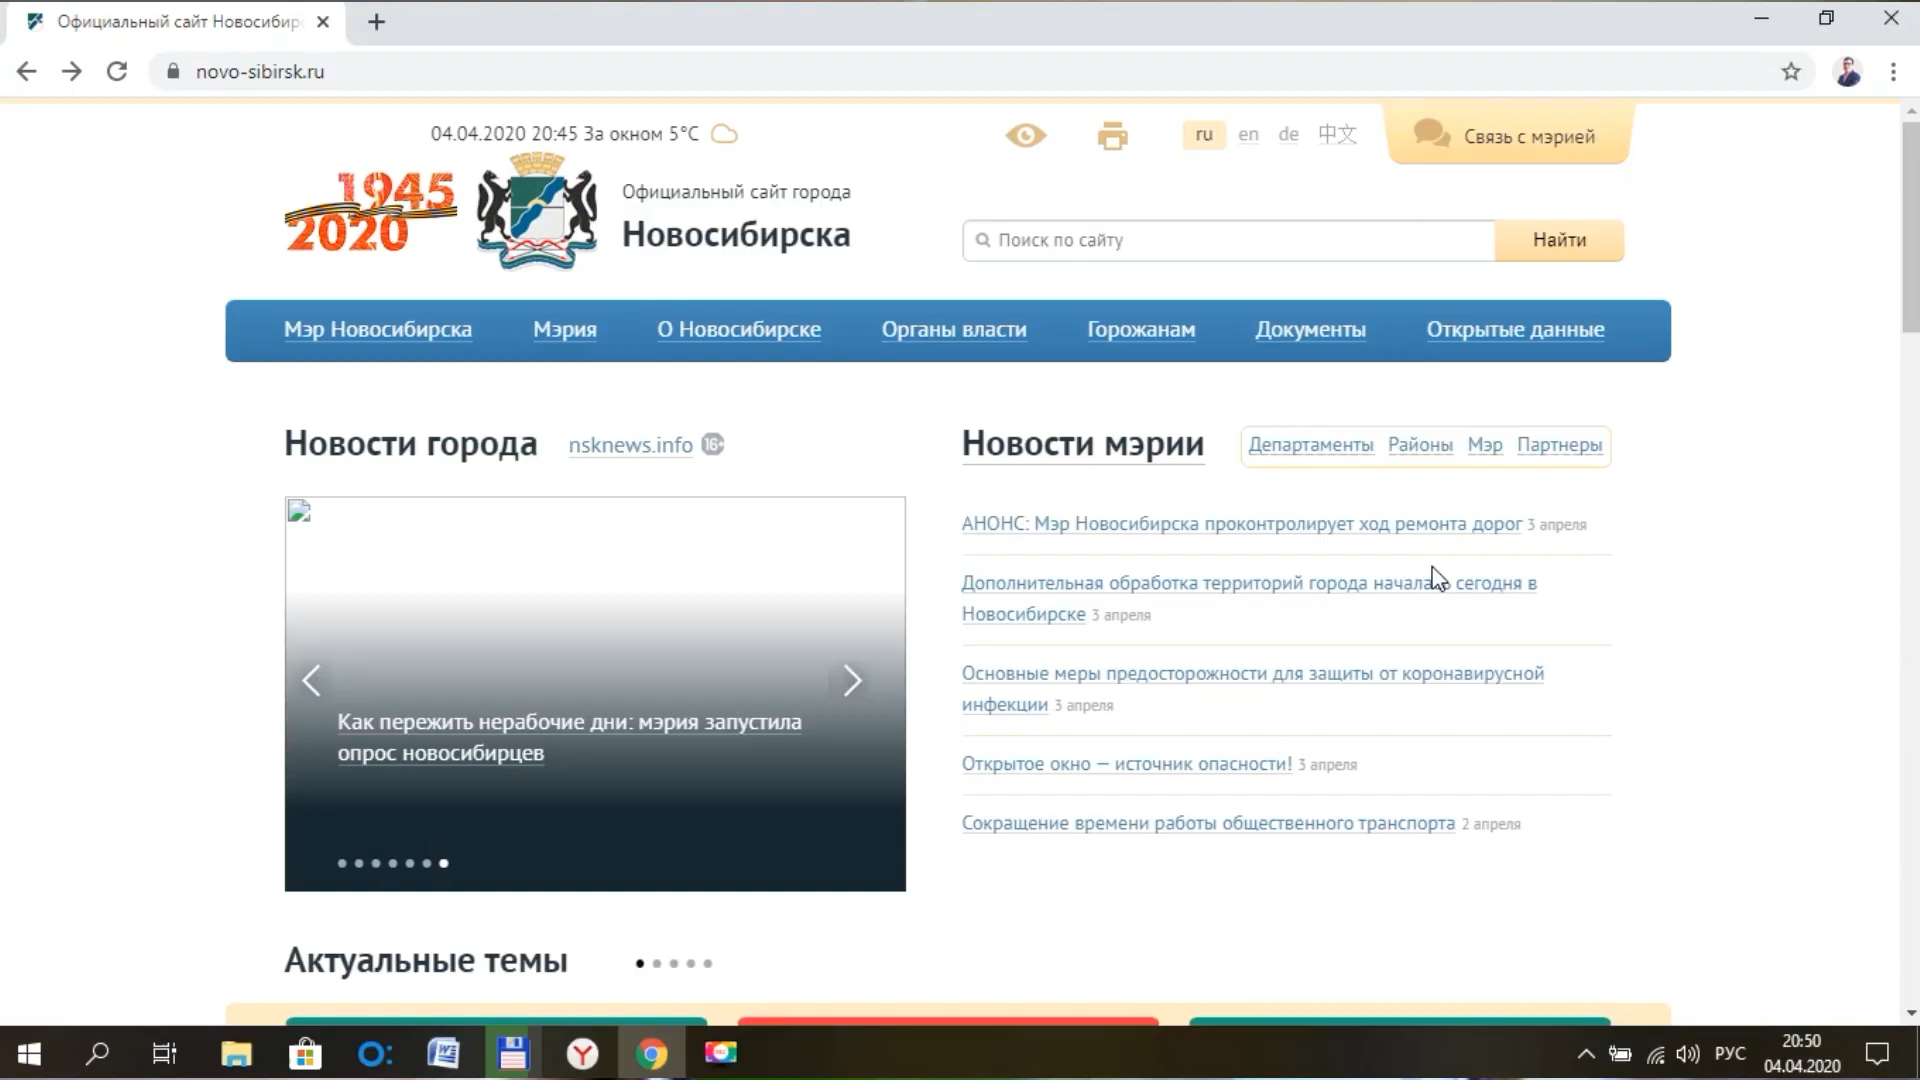 Официальный сайт Новосибир
novo-sibirsk.ru
04.04.2020 20:45 За окном 5°C
ru en de 中文
Связь с мэрией
1945
2020
Официальный сайт города
Новосибирска
Поиск по сайту
Найти
Мэр Новосибирска Мэрия О Новосибирске Органы власти Горожанам Документы Открытые данные
Новости города nsknews.info 16+
Как пережить нерабочие дни: мэрия запустила
опрос новосибирцев
Новости мэрии Департаменты Районы Мэр Партнеры
АНОНС: Мэр Новосибирска проконтролирует ход ремонта дорог 3 апреля
Дополнительная обработка территорий города сегодня в
Новосибирске 3 апреля
Основные меры предосторожности для защиты от коронавирусной
инфекции 3 апреля
Открытое окно — источник опасности! 3 апреля
Сокращение времени работы общественного транспорта 2 апреля
Актуальные темы
РУС
20:50
04.04.2020